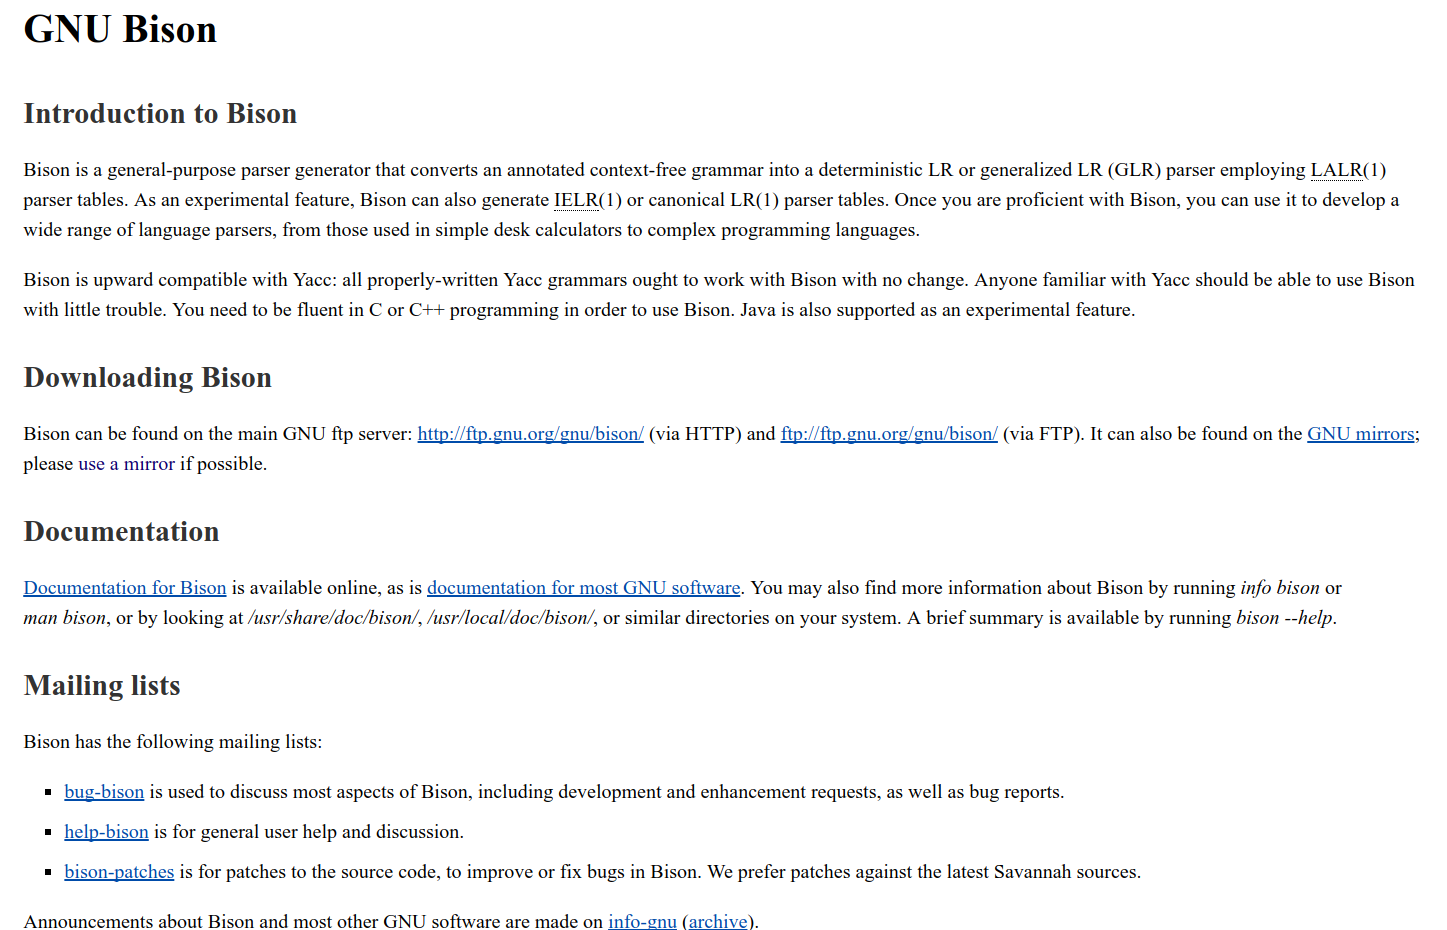 GNU Bison
Introduction to Bison
Bison is a general-purpose parser generator that converts an annotated context-free grammar into a deterministic LR or generalized LR (GLR) parser employing LALR(1)
parser tables. As an experimental feature, Bison can also generate IELR(1) or canonical LR(1) parser tables. Once you are proficient with Bison, you can use it to develop a
wide range of language parsers, from those used in simple desk calculators to complex programming languages.
Bison is upward compatible with Yacc: all properly-written Yacc grammars ought to work with Bison with no change. Anyone familiar with Yacc should be able to use Bison
with little trouble. You need to be fluent in C or C++ programming in order to use Bison. Java is also supported as an experimental feature.
Downloading Bison
Bison can be found on the main GNU ftp server: http://ftp.gnu.org/gnu/bison/ (via HTTP) and ftp://ftp.gnu.org/gnu/bison/ (via FTP). It can also be found on the GNU mirrors;
please use a mirror if possible.
Documentation
Documentation for Bison is available online, as is documentation for most GNU software. You may also find more information about Bison by running info bison or
man bison, or by looking at /usr/share/doc/bison/, /usr/local/doc/bison/, or similar directories on your system. A brief summary is available by running bison --help.
Mailing lists
Bison has the following mailing lists:
▪ bug-bison is used to discuss most aspects of Bison, including development and enhancement requests, as well as bug reports.
▪ help-bison is for general user help and discussion.
▪ bison-patches is for patches to the source code, to improve or fix bugs in Bison. We prefer patches against the latest Savannah sources.
Announcements about Bison and most other GNU software are made on info-gnu (archive).